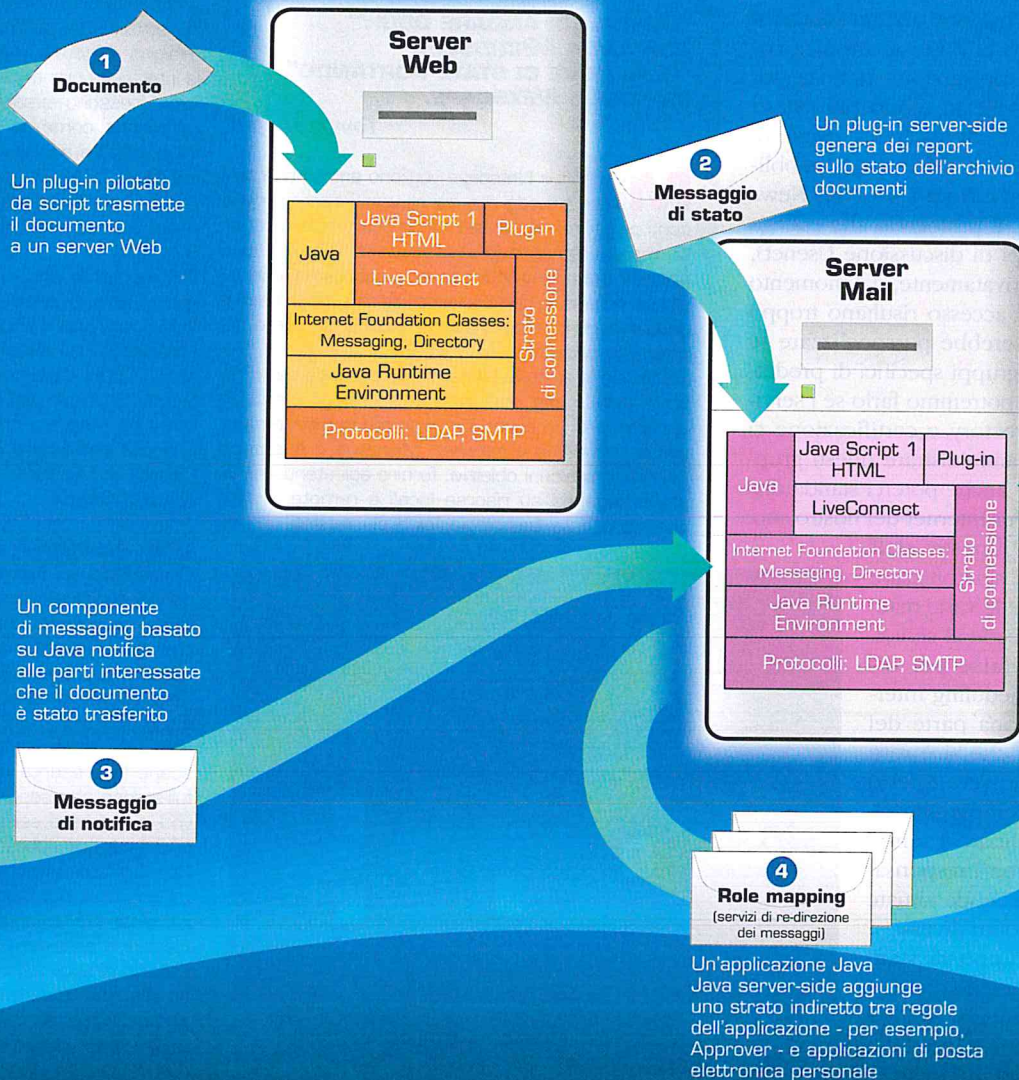 1
Documento
Un plug-in pilotato
da script trasmette
il documento
a un server Web
Server
Web
Java
Java Script 1
HTML
Plug-in
LiveConnect
Internet Foundation Classes:
Messaging, Directory
Strato
di connessione
Java Runtime
Environment
Protocolli: LDAP, SMTP
2
Messaggio
di stato
Un plug-in server-side
genera dei report
sullo stato dell'archivio
documenti
Server
Mail
Java
Java Script 1
HTML
Plug-in
LiveConnect
Internet Foundation Classes:
Messaging, Directory
Strato
di connessione
Java Runtime
Environment
Protocolli: LDAP, SMTP
Un componente
di messaging basato
su Java notifica
alle parti interessate
che il documento
è stato trasferito
3
Messaggio
di notifica
4
Role mapping
(servizi di re-direzione
dei messaggi)
Un'applicazione Java
Java server-side aggiunge
uno strato indiretto tra regole
dell'applicazione - per esempio,
Approver - e applicazioni di posta
elettronica personale